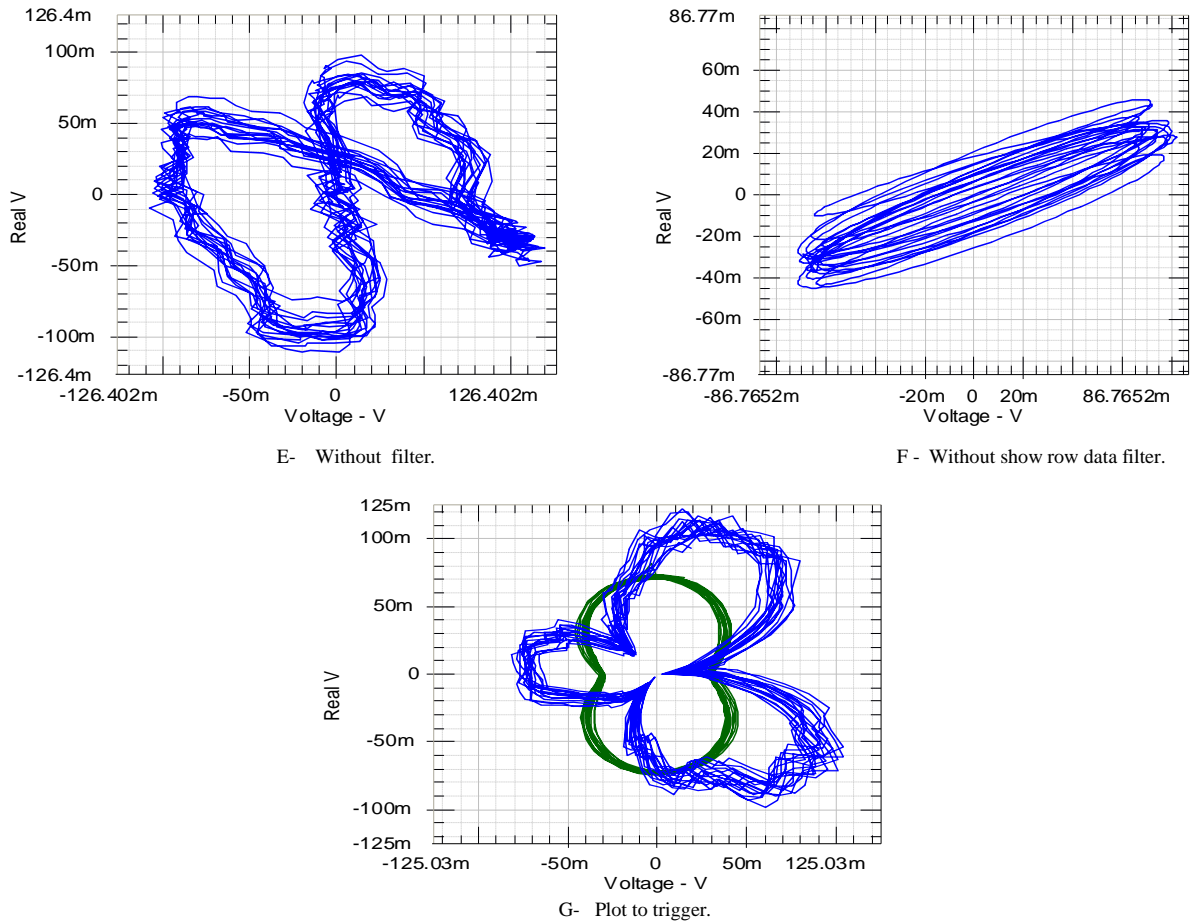 126.4m
100m
50m
0
-50m
-100m
-126.4m
-126.402m -50m 0 126.402m
Real V
Voltage - V
E- Without filter.
86.77m
60m
40m
20m
0
-20m
-40m
-60m
-86.77m
-86.7652m -20m 0 20m 86.7652m
Real V
Voltage - V
F - Without show row data filter.
125m
100m
50m
0
-50m
-100m
-125m
-125.03m -50m 0 50m 125.03m
Real V
Voltage - V
G- Plot to trigger.